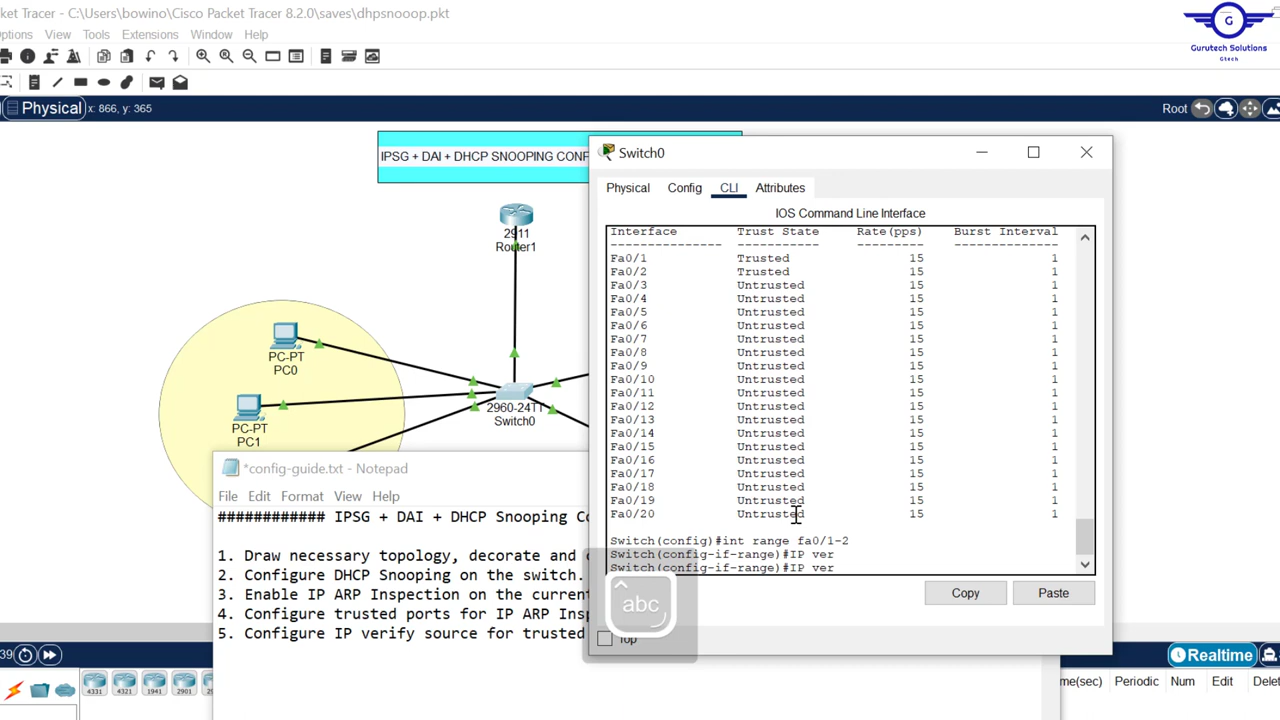 ket Tracer - C:\Users\bowino\Cisco Packet Tracer 8.2.0\saves\dhpsnooop.pkt
ptions View Tools Extensions Window Help
G
Gurutech Solutions
Gtech
Physical x: 866, y: 365
Root
IPSG + DAI + DHCP SNOOPING CONF
2911
Router1
PC-PT
PC0
PC-PT
PC1
2960-24TT
Switch0
Switch0
Physical Config CLI Attributes
IOS Command Line Interface
Interface Trust State Rate(pps) Burst Interval
--------------- ----------- --------- --------------
Fa0/1 Trusted 15 1
Fa0/2 Trusted 15 1
Fa0/3 Untrusted 15 1
Fa0/4 Untrusted 15 1
Fa0/5 Untrusted 15 1
Fa0/6 Untrusted 15 1
Fa0/7 Untrusted 15 1
Fa0/8 Untrusted 15 1
Fa0/9 Untrusted 15 1
Fa0/10 Untrusted 15 1
Fa0/11 Untrusted 15 1
Fa0/12 Untrusted 15 1
Fa0/13 Untrusted 15 1
Fa0/14 Untrusted 15 1
Fa0/15 Untrusted 15 1
Fa0/16 Untrusted 15 1
Fa0/17 Untrusted 15 1
Fa0/18 Untrusted 15 1
Fa0/19 Untrusted 15 1
Fa0/20 Untrusted 15 1
Switch(config)#int range fa0/1-2
Switch(config-if-range)#IP ver
Switch(config-if-range)#IP ver
Copy Paste
Top
abc
*config-guide.txt - Notepad
File Edit Format View Help
############ IPSG + DAI + DHCP Snooping Co
1. Draw necessary topology, decorate and
2. Configure DHCP Snooping on the switch.
3. Enable IP ARP Inspection on the current
4. Configure trusted ports for IP ARP Insp
5. Configure IP verify source for trusted
39
Realtime
4331 4321 1941 2901
me(sec) Periodic Num Edit Delet